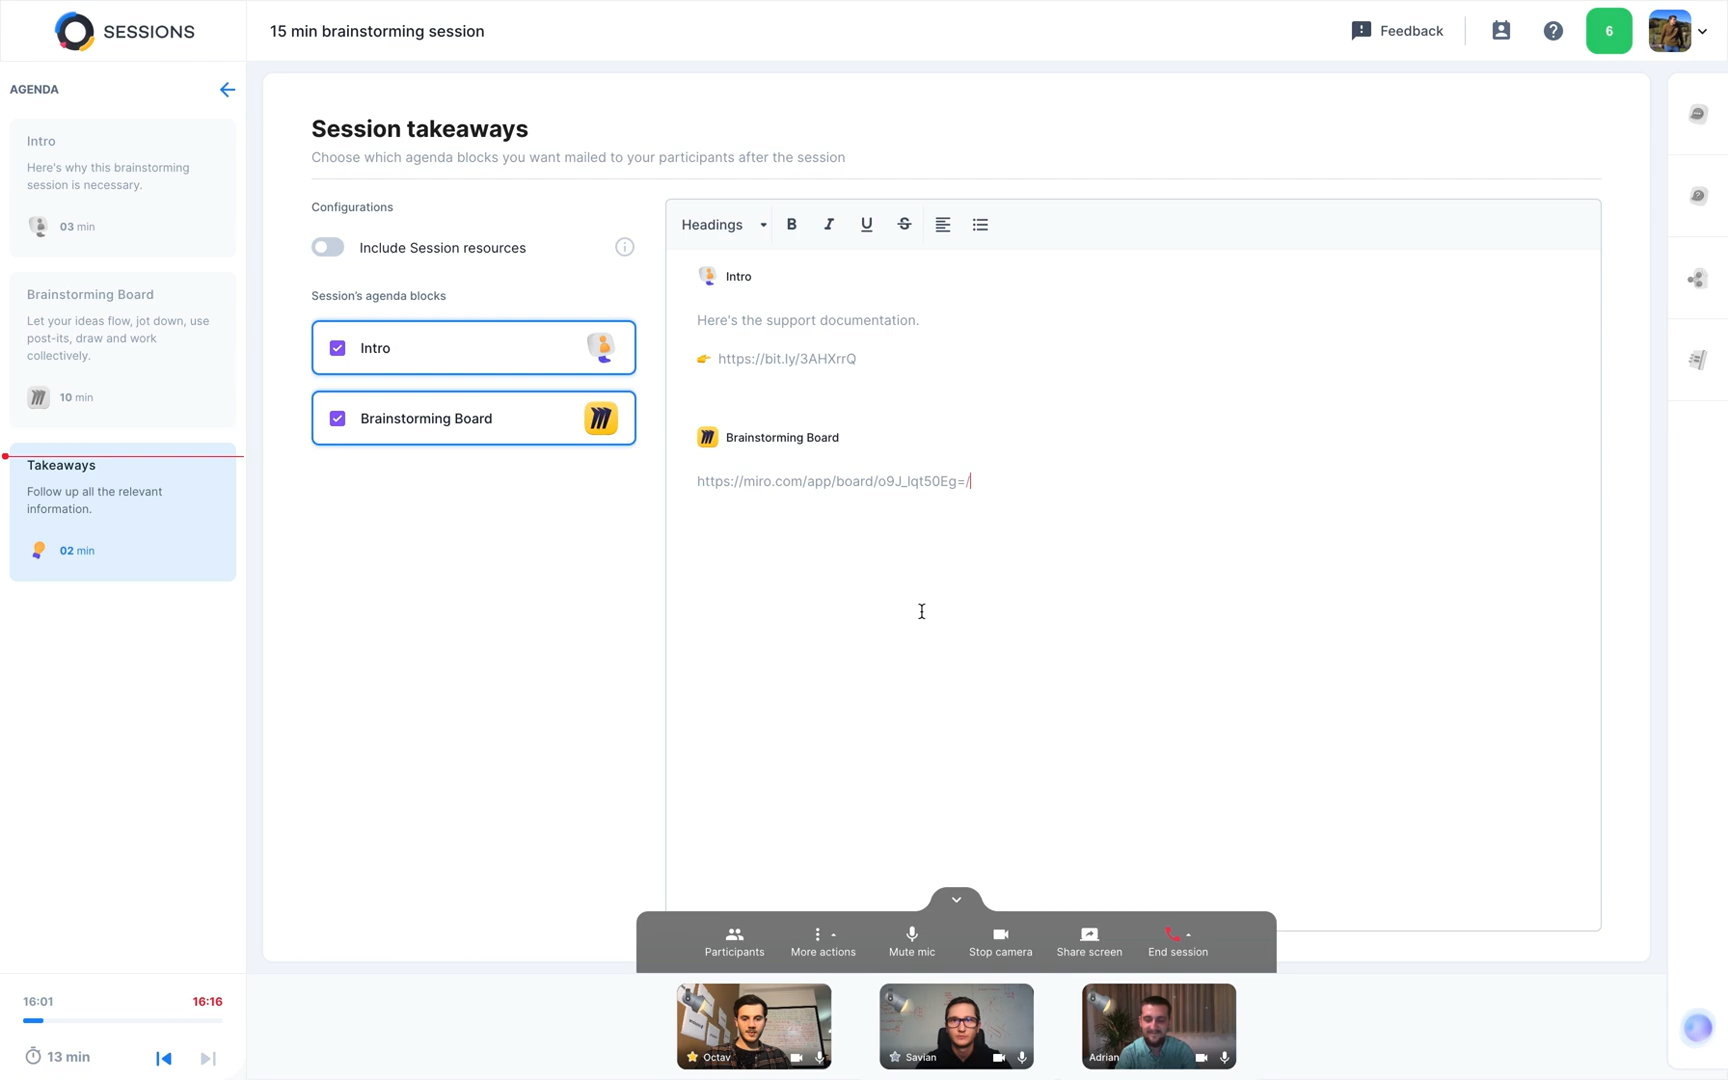 SESSIONS
15 min brainstorming session
Feedback
6
AGENDA
Intro
Here's why this brainstorming
session is necessary.
03 min
Brainstorming Board
Let your ideas flow, jot down, use
post-its, draw and work
collectively.
10 min
Takeaways
Follow up all the relevant
information.
02 min
16:01
16:16
13 min
Session takeaways
Choose which agenda blocks you want mailed to your participants after the session
Configurations
Include Session resources
Session's agenda blocks
Intro
Brainstorming Board
Headings
B I U S
Intro
Here's the support documentation.
👉 https://bit.ly/3AHXrrQ
Brainstorming Board
https://miro.com/app/board/o9J_lqt50Eg=/
Participants
More actions
Mute mic
Stop camera
Share screen
End session
Octav
Savian
Adrian